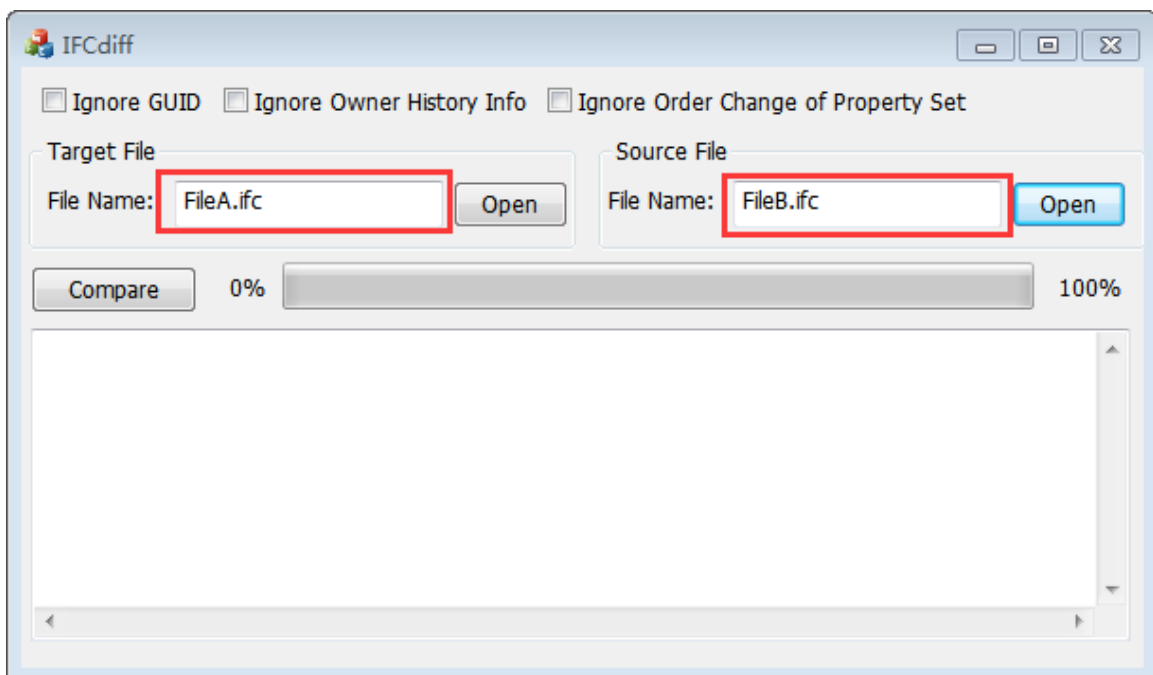 IFCdiff
Ignore GUID Ignore Owner History Info Ignore Order Change of Property Set
Target File Source File
File Name: FileA.ifc Open File Name: FileB.ifc Open
Compare 0% 100%